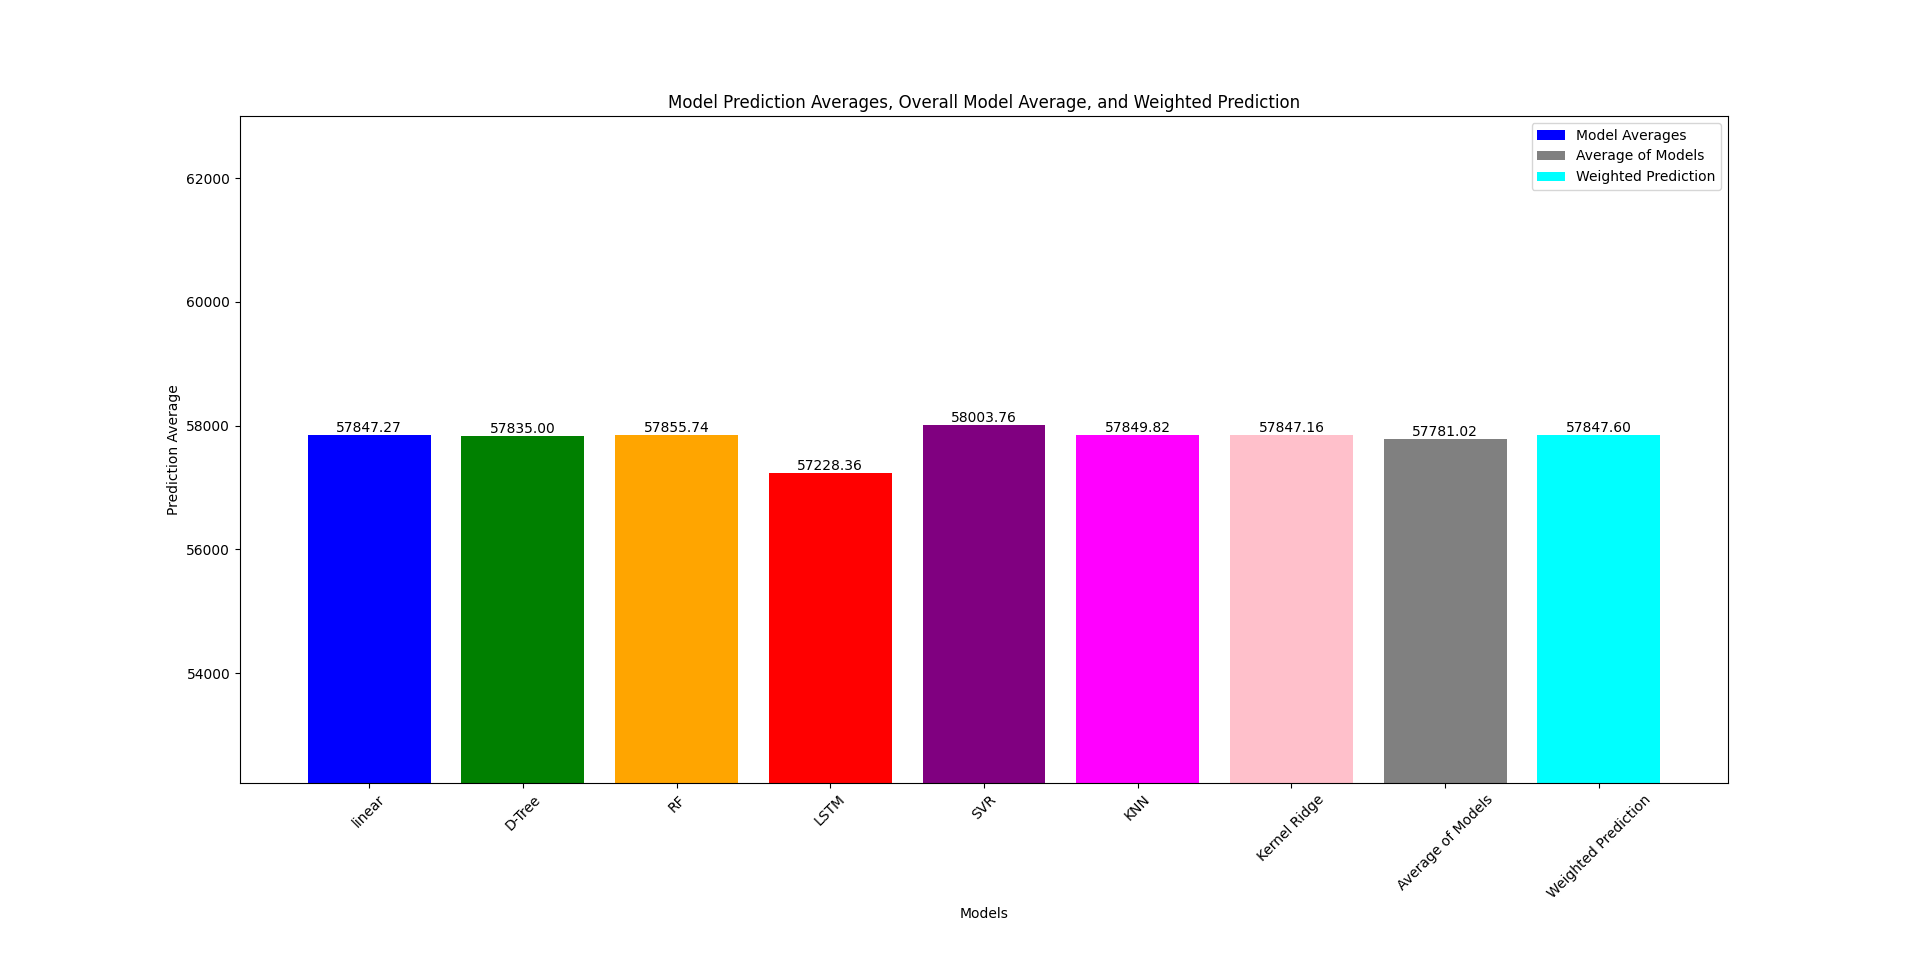 Model Prediction Averages, Overall Model Average, and Weighted Prediction
Model Averages
Average of Models
Weighted Prediction
62000
60000
58000
56000
54000
Prediction Average
57847.27
57835.00
57855.74
57228.36
58003.76
57849.82
57847.16
57781.02
57847.60
linear
D-Tree
RF
LSTM
SVR
KNN
Kernel Ridge
Average of Models
Weighted Prediction
Models